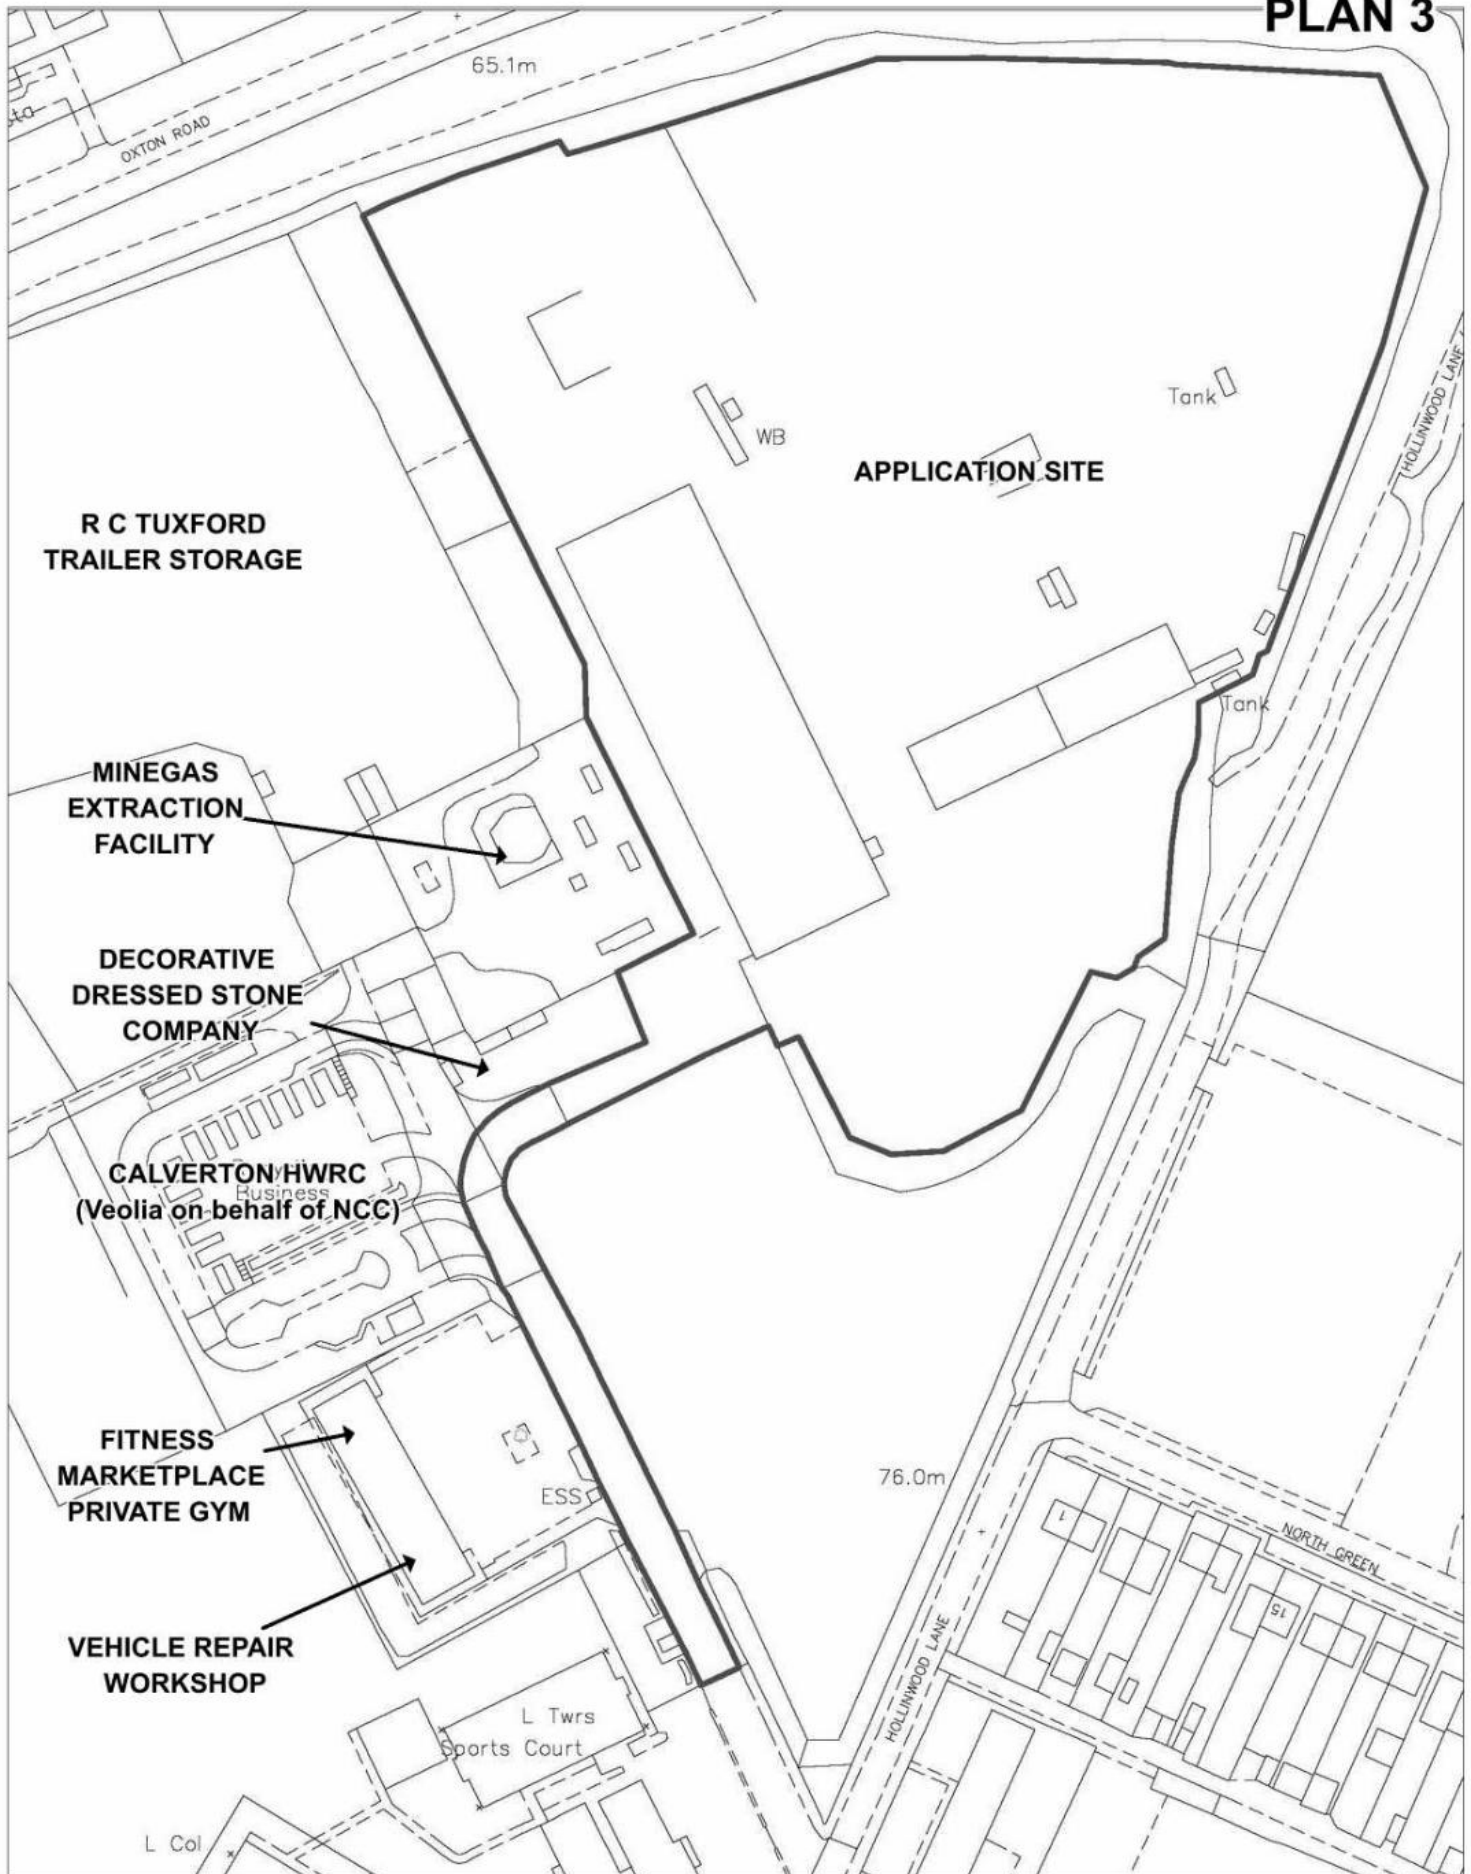 PLAN 3
65.1m
OXTON ROAD
HOLLINWOOD LANE
Tank
WB
APPLICATION SITE
R C TUXFORD
TRAILER STORAGE
Tank
MINEGAS
EXTRACTION
FACILITY
DECORATIVE
DRESSED STONE
COMPANY
CALVERTON HWRC
Business
(Veolia on behalf of NCC)
FITNESS
MARKETPLACE
PRIVATE GYM
ESS
76.0m
1
NORTH GREEN
15
HOLLINWOOD LANE
VEHICLE REPAIR
WORKSHOP
L Twrs
Sports Court
L Col